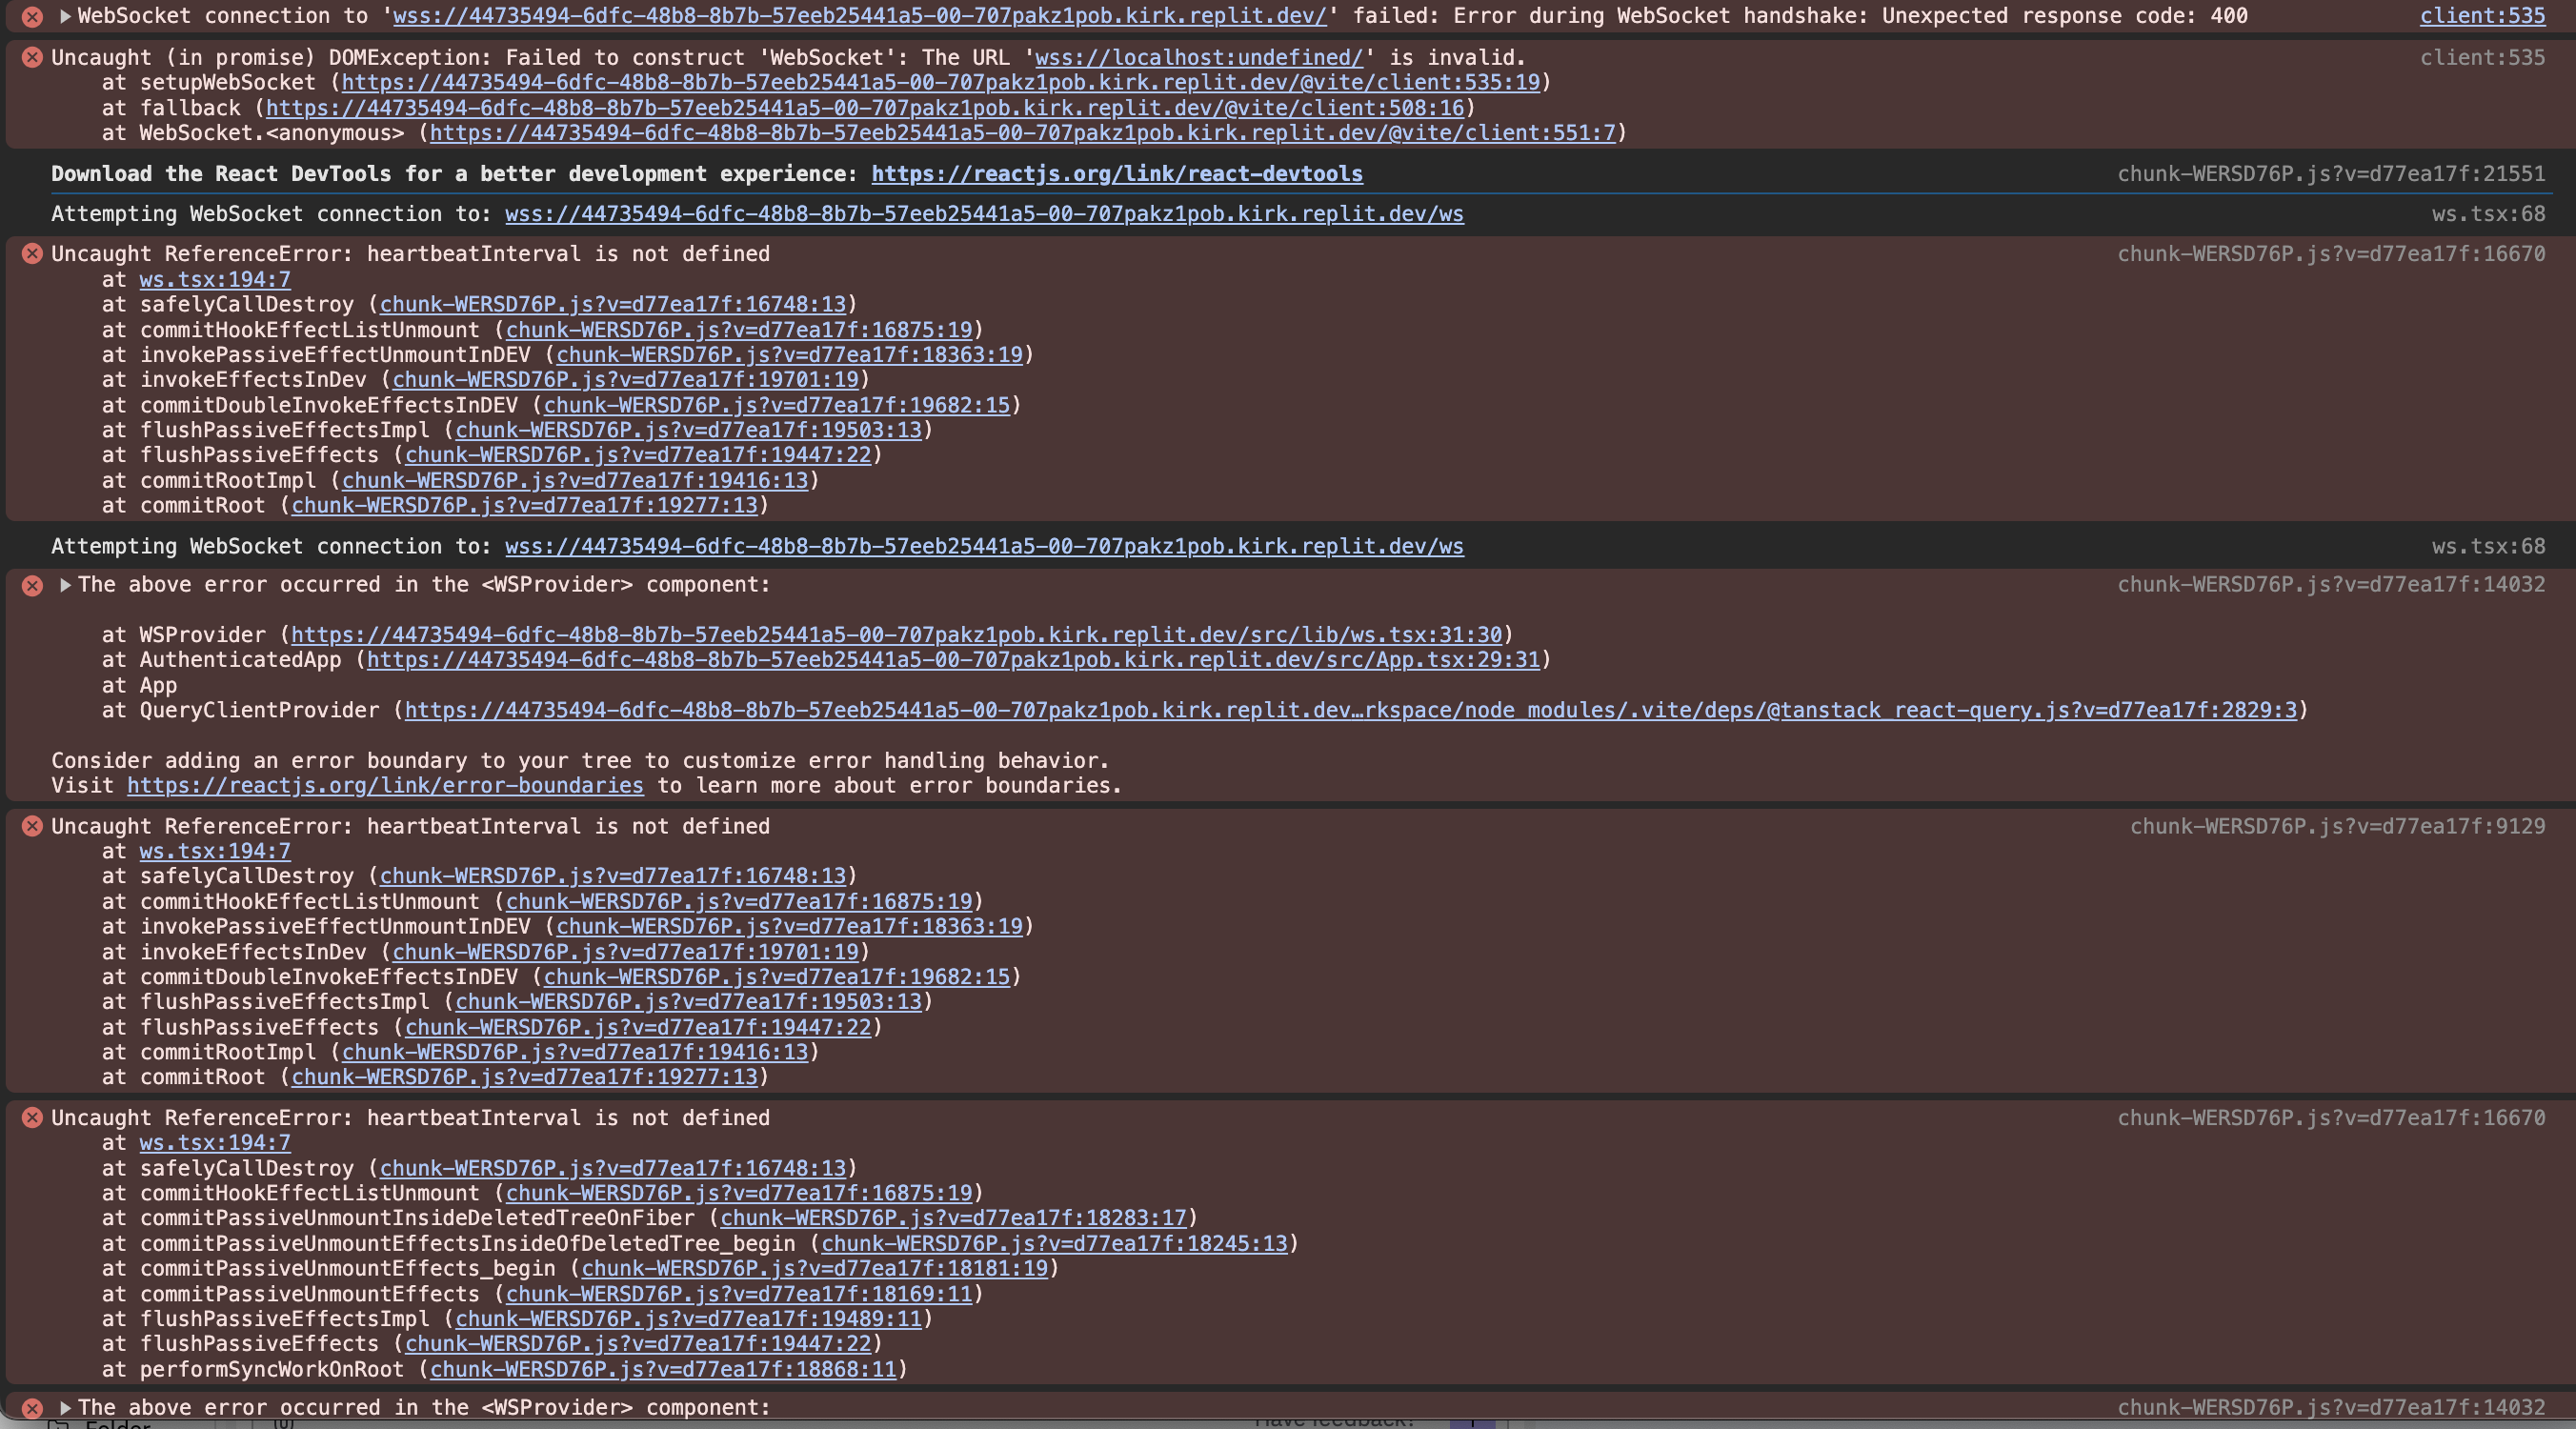 WebSocket connection to 'wss://44735494-6dfc-48b8-8b7b-57eeb25441a5-00-707pakz1pob.kirk.replit.dev/' failed: Error during WebSocket handshake: Unexpected response code: 400 client:535
Uncaught (in promise) DOMException: Failed to construct 'WebSocket': The URL 'wss://localhost:undefined/' is invalid. client:535
at setupWebSocket (https://44735494-6dfc-48b8-8b7b-57eeb25441a5-00-707pakz1pob.kirk.replit.dev/@vite/client:535:19)
at fallback (https://44735494-6dfc-48b8-8b7b-57eeb25441a5-00-707pakz1pob.kirk.replit.dev/@vite/client:508:16)
at WebSocket.<anonymous> (https://44735494-6dfc-48b8-8b7b-57eeb25441a5-00-707pakz1pob.kirk.replit.dev/@vite/client:551:7)
Download the React DevTools for a better development experience: https://reactjs.org/link/react-devtools chunk-WERSD76P.js?v=d77ea17f:21551
Attempting WebSocket connection to: wss://44735494-6dfc-48b8-8b7b-57eeb25441a5-00-707pakz1pob.kirk.replit.dev/ws ws.tsx:68
Uncaught ReferenceError: heartbeatInterval is not defined chunk-WERSD76P.js?v=d77ea17f:16670
at ws.tsx:194:7
at safelyCallDestroy (chunk-WERSD76P.js?v=d77ea17f:16748:13)
at commitHookEffectListUnmount (chunk-WERSD76P.js?v=d77ea17f:16875:19)
at invokePassiveEffectUnmountInDEV (chunk-WERSD76P.js?v=d77ea17f:18363:19)
at invokeEffectsInDev (chunk-WERSD76P.js?v=d77ea17f:19701:19)
at commitDoubleInvokeEffectsInDEV (chunk-WERSD76P.js?v=d77ea17f:19682:15)
at flushPassiveEffectsImpl (chunk-WERSD76P.js?v=d77ea17f:19503:13)
at flushPassiveEffects (chunk-WERSD76P.js?v=d77ea17f:19447:22)
at commitRootImpl (chunk-WERSD76P.js?v=d77ea17f:19416:13)
at commitRoot (chunk-WERSD76P.js?v=d77ea17f:19277:13)
Attempting WebSocket connection to: wss://44735494-6dfc-48b8-8b7b-57eeb25441a5-00-707pakz1pob.kirk.replit.dev/ws ws.tsx:68
The above error occurred in the <WSProvider> component: chunk-WERSD76P.js?v=d77ea17f:14032
at WSProvider (https://44735494-6dfc-48b8-8b7b-57eeb25441a5-00-707pakz1pob.kirk.replit.dev/src/lib/ws.tsx:31:30)
at AuthenticatedApp (https://44735494-6dfc-48b8-8b7b-57eeb25441a5-00-707pakz1pob.kirk.replit.dev/src/App.tsx:29:31)
at App
at QueryClientProvider (https://44735494-6dfc-48b8-8b7b-57eeb25441a5-00-707pakz1pob.kirk.replit.dev…rkspace/node_modules/.vite/deps/@tanstack_react-query.js?v=d77ea17f:2829:3)
Consider adding an error boundary to your tree to customize error handling behavior.
Visit https://reactjs.org/link/error-boundaries to learn more about error boundaries.
Uncaught ReferenceError: heartbeatInterval is not defined chunk-WERSD76P.js?v=d77ea17f:9129
at ws.tsx:194:7
at safelyCallDestroy (chunk-WERSD76P.js?v=d77ea17f:16748:13)
at commitHookEffectListUnmount (chunk-WERSD76P.js?v=d77ea17f:16875:19)
at invokePassiveEffectUnmountInDEV (chunk-WERSD76P.js?v=d77ea17f:18363:19)
at invokeEffectsInDev (chunk-WERSD76P.js?v=d77ea17f:19701:19)
at commitDoubleInvokeEffectsInDEV (chunk-WERSD76P.js?v=d77ea17f:19682:15)
at flushPassiveEffectsImpl (chunk-WERSD76P.js?v=d77ea17f:19503:13)
at flushPassiveEffects (chunk-WERSD76P.js?v=d77ea17f:19447:22)
at commitRootImpl (chunk-WERSD76P.js?v=d77ea17f:19416:13)
at commitRoot (chunk-WERSD76P.js?v=d77ea17f:19277:13)
Uncaught ReferenceError: heartbeatInterval is not defined chunk-WERSD76P.js?v=d77ea17f:16670
at ws.tsx:194:7
at safelyCallDestroy (chunk-WERSD76P.js?v=d77ea17f:16748:13)
at commitHookEffectListUnmount (chunk-WERSD76P.js?v=d77ea17f:16875:19)
at commitPassiveUnmountInsideDeletedTreeOnFiber (chunk-WERSD76P.js?v=d77ea17f:18283:17)
at commitPassiveUnmountEffectsInsideOfDeletedTree_begin (chunk-WERSD76P.js?v=d77ea17f:18245:13)
at commitPassiveUnmountEffects_begin (chunk-WERSD76P.js?v=d77ea17f:18181:19)
at commitPassiveUnmountEffects (chunk-WERSD76P.js?v=d77ea17f:18169:11)
at flushPassiveEffectsImpl (chunk-WERSD76P.js?v=d77ea17f:19489:11)
at flushPassiveEffects (chunk-WERSD76P.js?v=d77ea17f:19447:22)
at performSyncWorkOnRoot (chunk-WERSD76P.js?v=d77ea17f:18868:11)
The above error occurred in the <WSProvider> component: chunk-WERSD76P.js?v=d77ea17f:14032